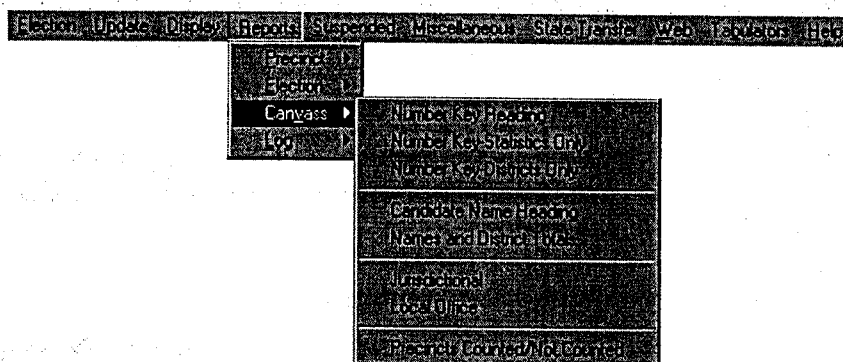 Election Update Display Reports Suspended Miscellaneous State Transfer Web Tabulators Help
Precinct
Election
Canvass
Log
Number Key Heading
Number Key Statistics Only
Number Key Districts Only
Candidate Name Heading
Names and District Totals
Jurisdictional
Local Office
Precincts Counted/Not Counted